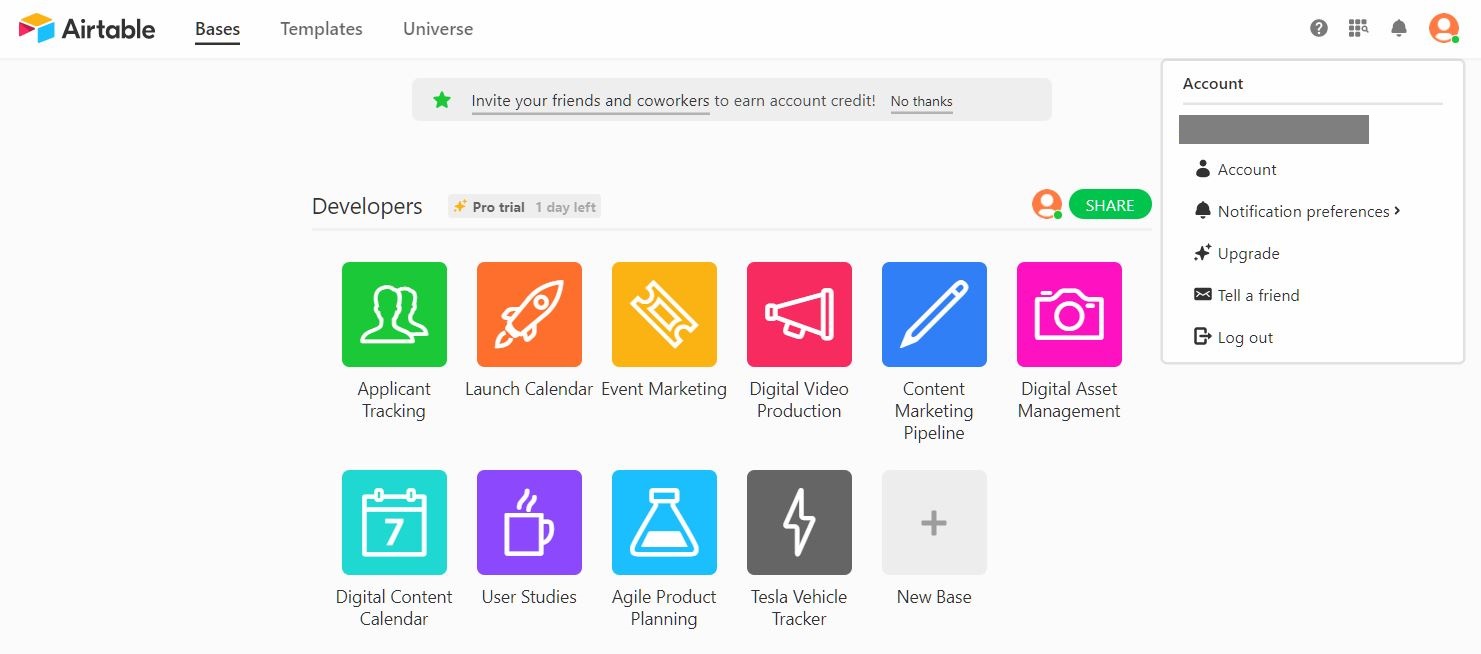 Airtable
Bases
Templates
Universe
Invite your friends and coworkers to earn account credit! No thanks
Account
Account
Notification preferences
Upgrade
Tell a friend
Log out
Developers
Pro trial 1 day left
SHARE
Applicant
Tracking
Launch Calendar
Event Marketing
Digital Video
Production
Content
Marketing
Pipeline
Digital Asset
Management
7
Digital Content
Calendar
User Studies
Agile Product
Planning
Tesla Vehicle
Tracker
New Base